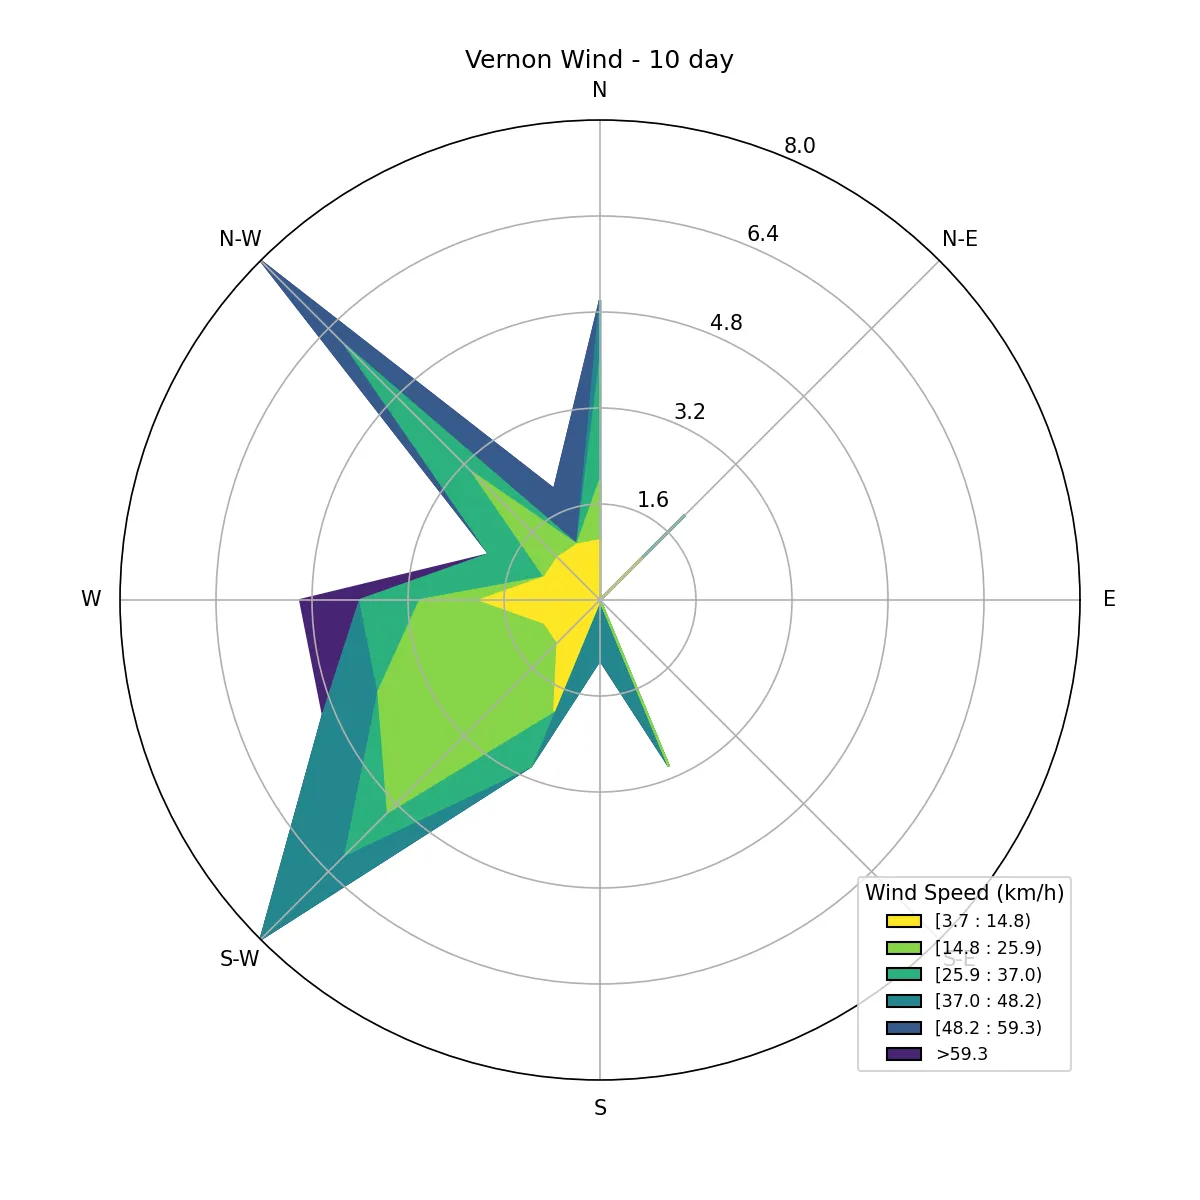 Vernon Wind - 10 day
N
8.0
N-W
6.4
N-E
4.8
3.2
1.6
W
E
Wind Speed (km/h)
[3.7 : 14.8)
[14.8 : 25.9)
S-W
S-E
[25.9 : 37.0)
[37.0 : 48.2)
[48.2 : 59.3)
>59.3
S